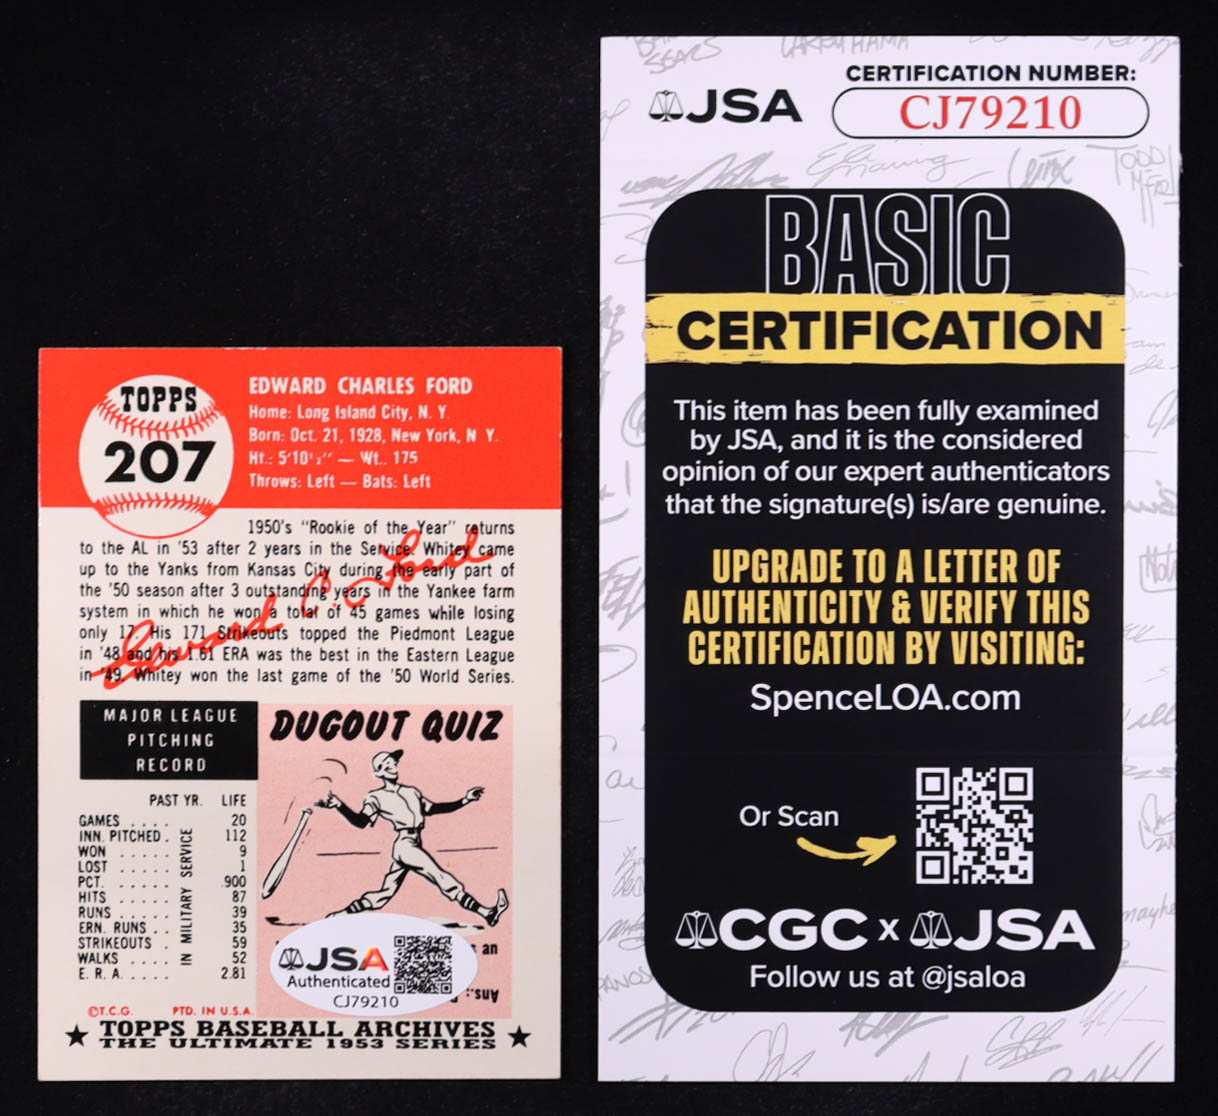 TOPPS
207
EDWARD CHARLES FORD
Home: Long Island City, N. Y.
Born: Oct. 21, 1928, New York, N Y.
Ht.: 5'10½" — Wt.. 175
Throws: Left — Bats: Left
1950's "Rookie of the Year" returns
to the AL in '53 after 2 years in the Service. Whitey came
up to the Yanks from Kansas City during the early part of
the '50 season after 3 outstanding years in the Yankee farm
system in which he won a total of 45 games while losing
only 17. His 171 Strikeouts topped the Piedmont League
in '48 and his 1.61 ERA was the best in the Eastern League
in '49. Whitey won the last game of the '50 World Series.
Edward C. Ford
MAJOR LEAGUE
PITCHING
RECORD
PAST YR. LIFE
GAMES . . . . 20
INN. PITCHED . 112
WON . . . . . 9
LOST . . . . . 1
PCT. . . . . . .900
HITS . . . . . 87
RUNS . . . . . 39
ERN. RUNS . . 35
STRIKEOUTS . 59
WALKS . . . . 52
E. R. A. . . . . 2.81
IN MILITARY SERVICE
DUGOUT QUIZ
an
Ans.:
JSA
Authenticated
CJ79210
©T.C.G. PTD. IN U.S.A.
★ TOPPS BASEBALL ARCHIVES ★
THE ULTIMATE 1953 SERIES
JSA
CERTIFICATION NUMBER:
CJ79210
BASIC
CERTIFICATION
This item has been fully examined
by JSA, and it is the considered
opinion of our expert authenticators
that the signature(s) is/are genuine.
UPGRADE TO A LETTER OF
AUTHENTICITY & VERIFY THIS
CERTIFICATION BY VISITING:
SpenceLOA.com
Or Scan
CGC x JSA
Follow us at @jsaloa